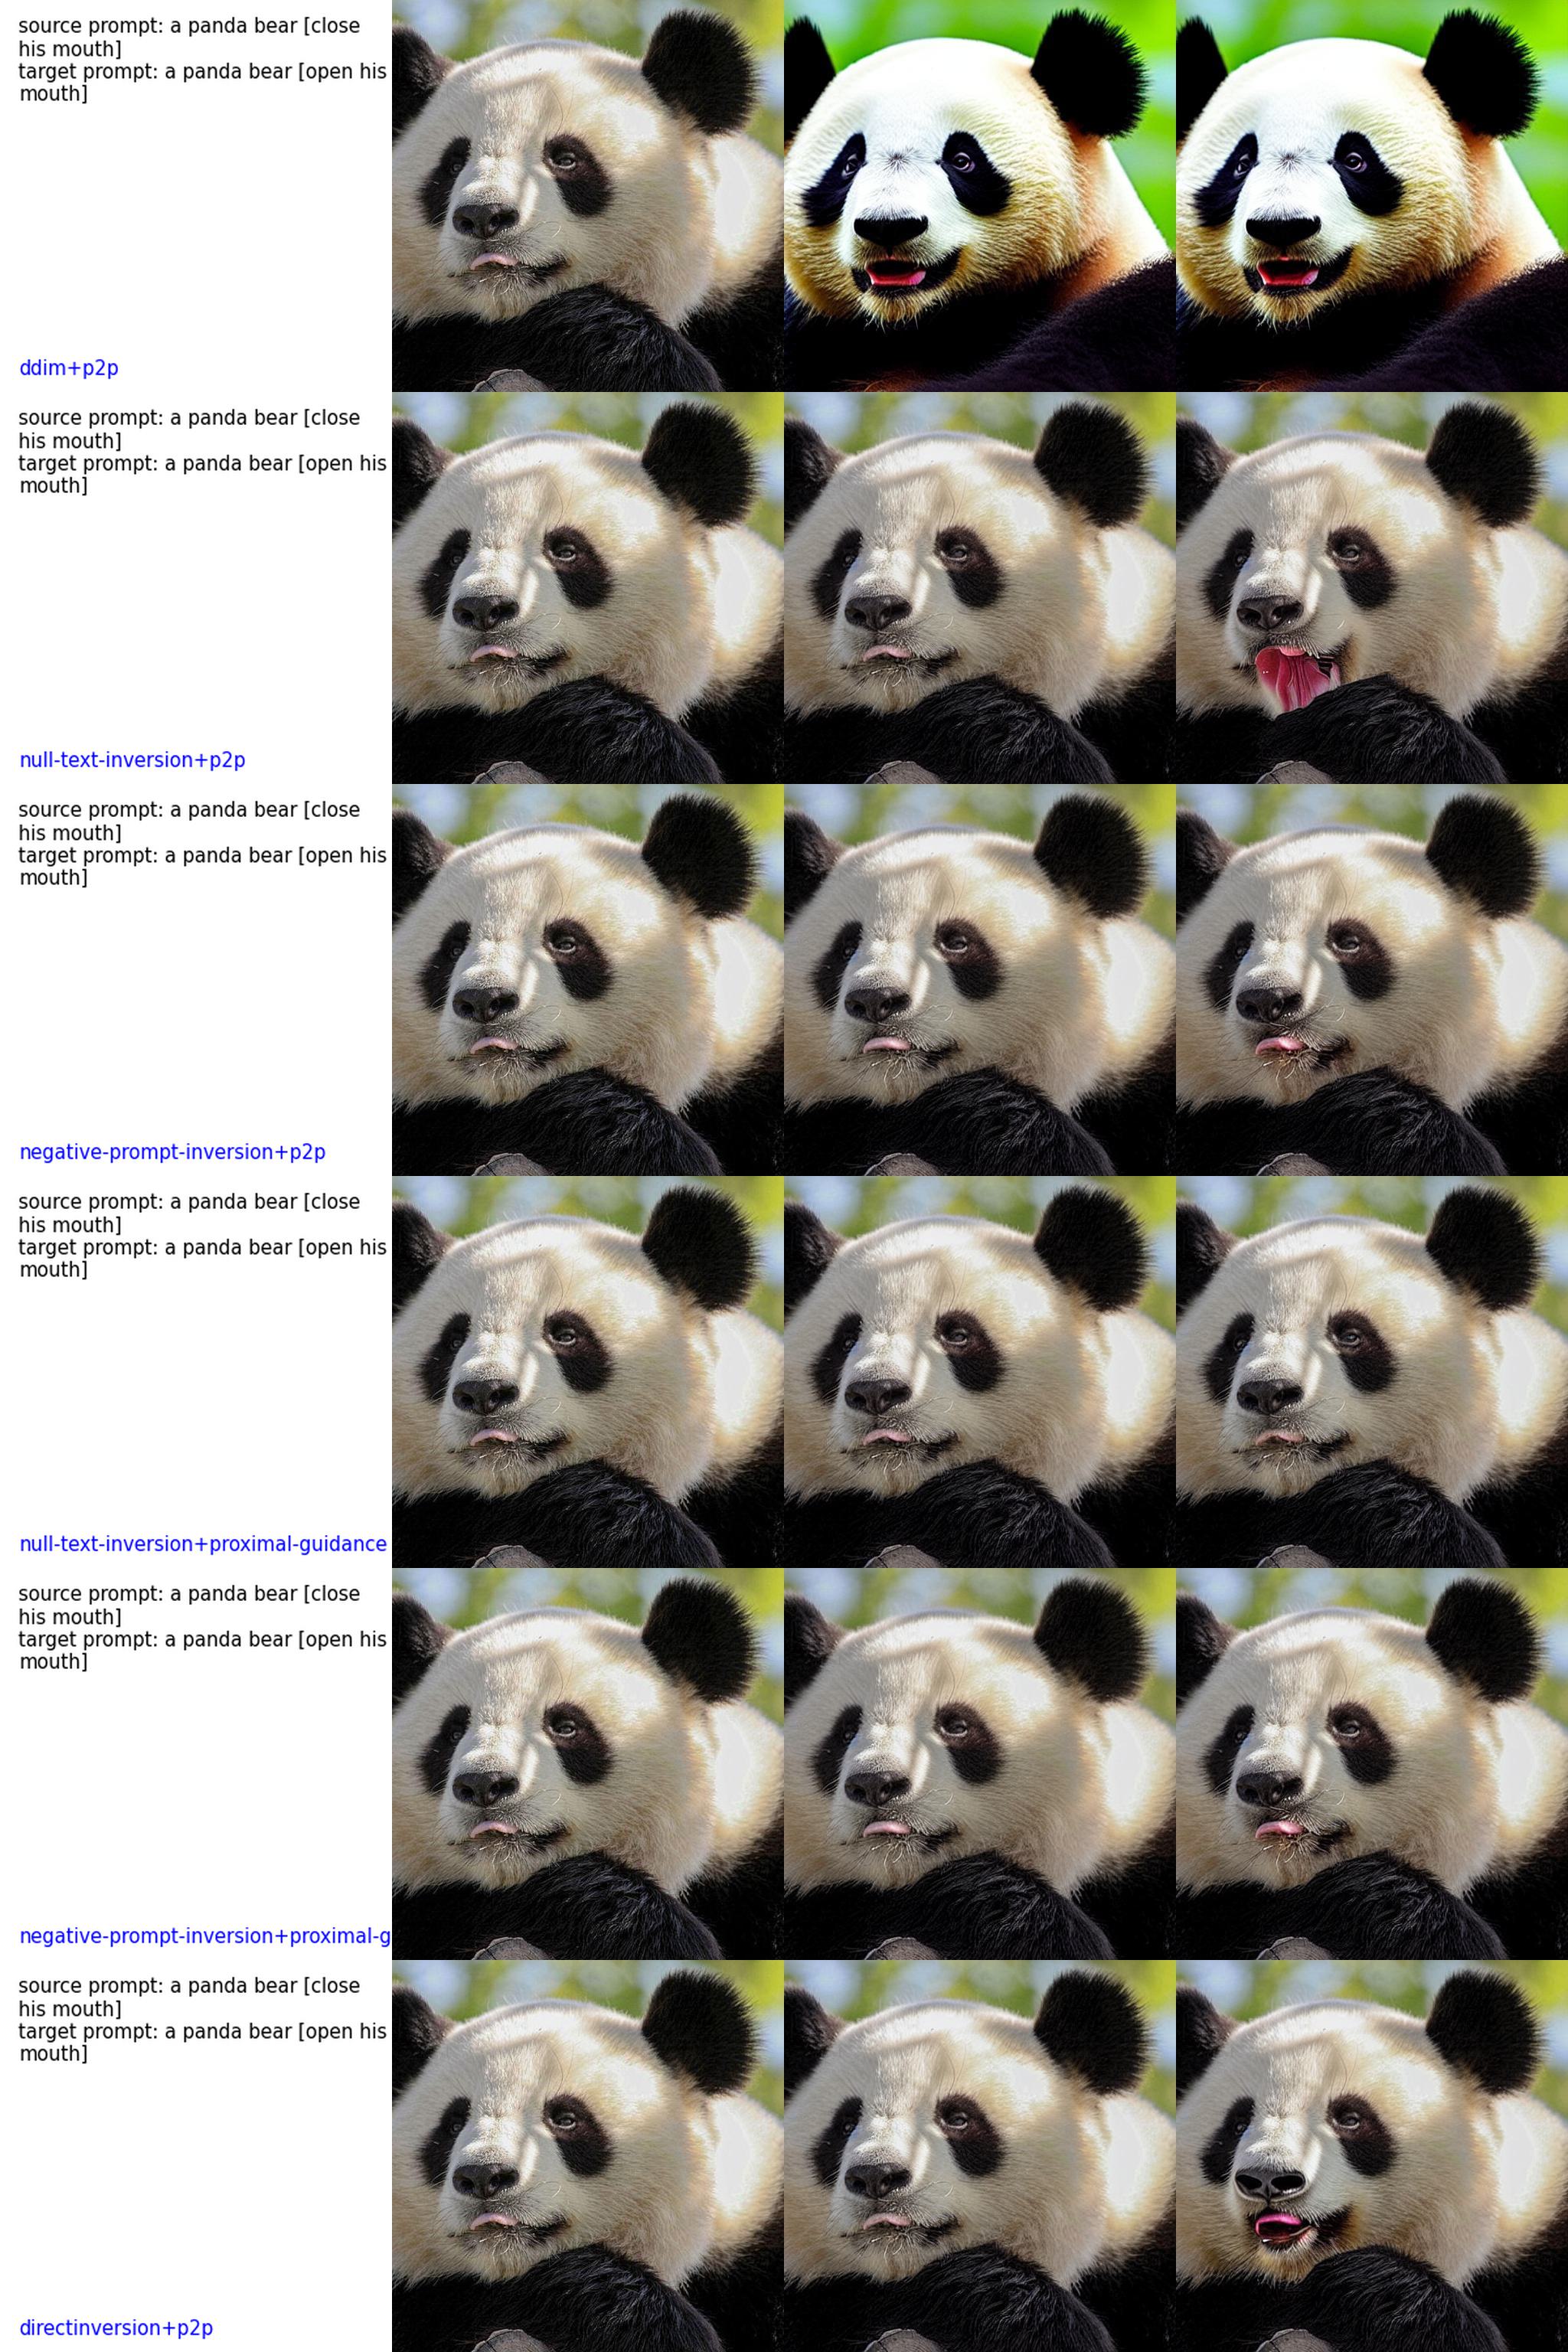 source prompt: a panda bear [close
his mouth]
target prompt: a panda bear [open his
mouth]
ddim+p2p
source prompt: a panda bear [close
his mouth]
target prompt: a panda bear [open his
mouth]
null-text-inversion+p2p
source prompt: a panda bear [close
his mouth]
target prompt: a panda bear [open his
mouth]
negative-prompt-inversion+p2p
source prompt: a panda bear [close
his mouth]
target prompt: a panda bear [open his
mouth]
null-text-inversion+proximal-guidance
source prompt: a panda bear [close
his mouth]
target prompt: a panda bear [open his
mouth]
negative-prompt-inversion+proximal-g
source prompt: a panda bear [close
his mouth]
target prompt: a panda bear [open his
mouth]
directinversion+p2p